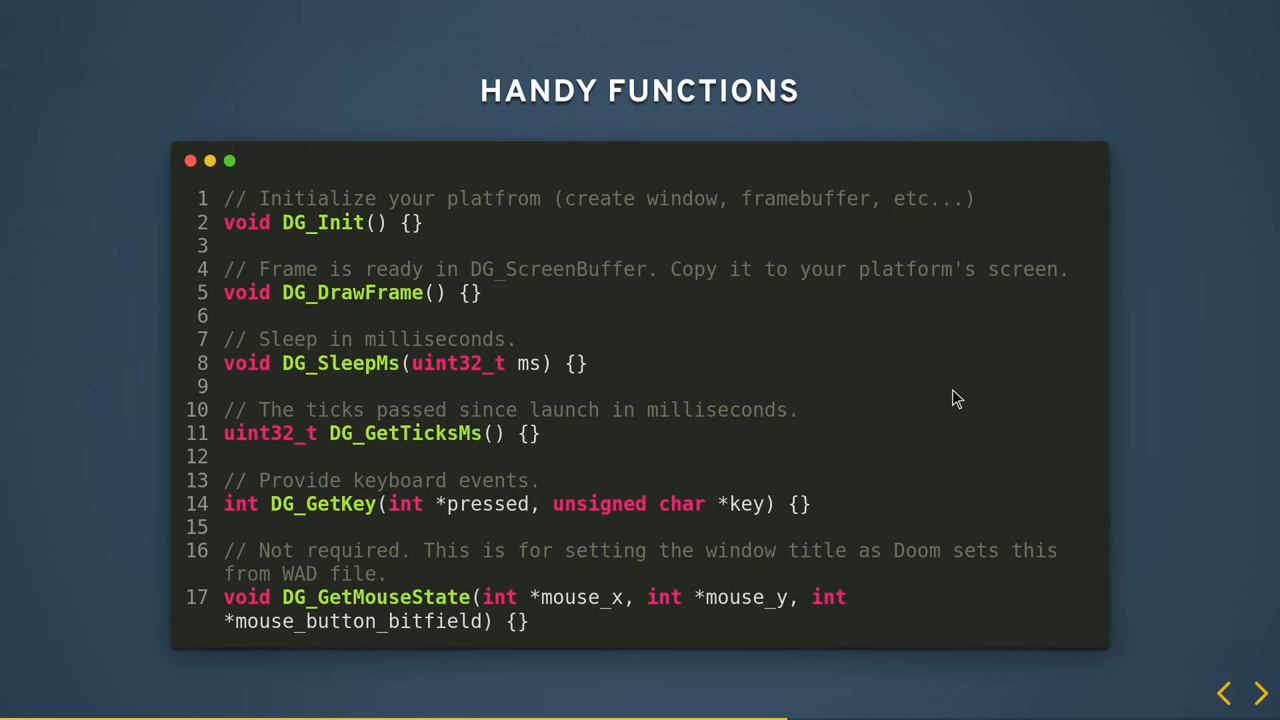 HANDY FUNCTIONS
1 // Initialize your platfrom (create window, framebuffer, etc...)
2 void DG_Init() {}
3
4 // Frame is ready in DG_ScreenBuffer. Copy it to your platform's screen.
5 void DG_DrawFrame() {}
6
7 // Sleep in milliseconds.
8 void DG_SleepMs(uint32_t ms) {}
9
10 // The ticks passed since launch in milliseconds.
11 uint32_t DG_GetTicksMs() {}
12
13 // Provide keyboard events.
14 int DG_GetKey(int *pressed, unsigned char *key) {}
15
16 // Not required. This is for setting the window title as Doom sets this
from WAD file.
17 void DG_GetMouseState(int *mouse_x, int *mouse_y, int
*mouse_button_bitfield) {}